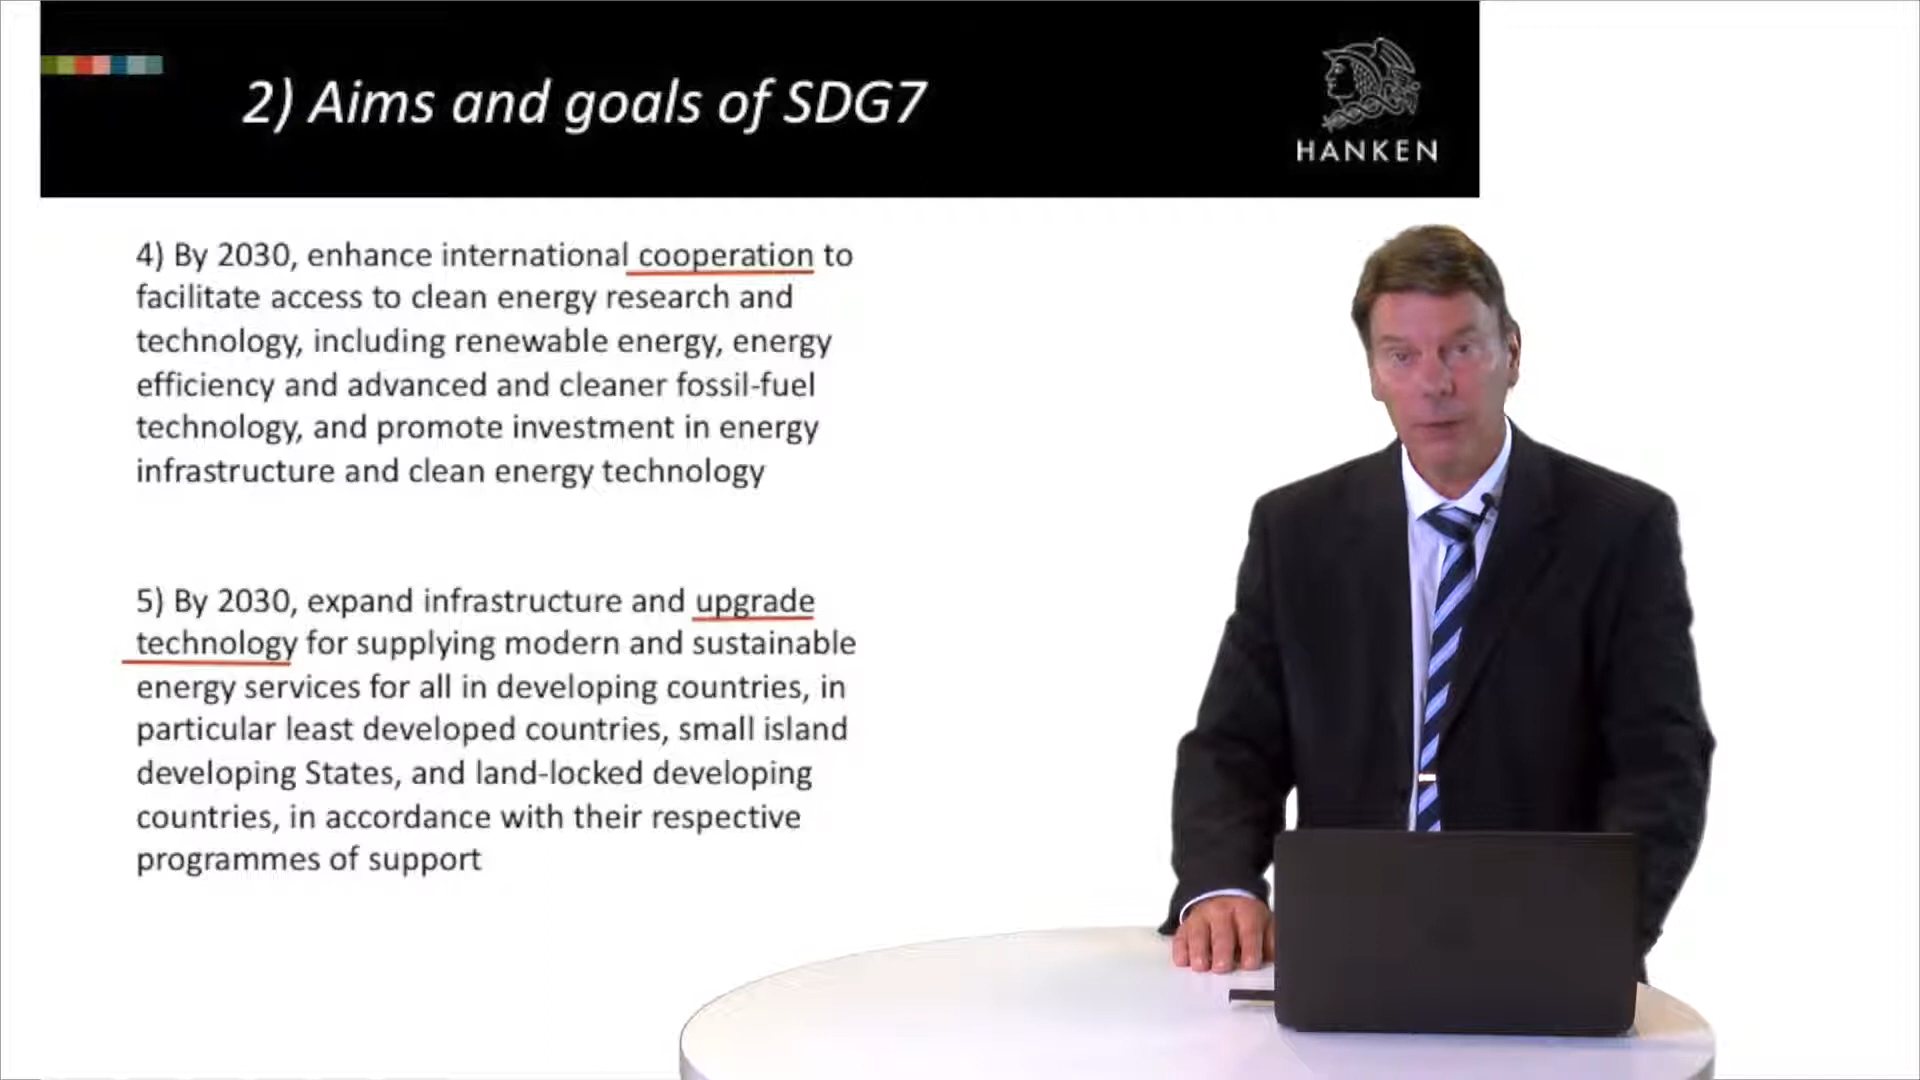 2) Aims and goals of SDG7
HANKEN
4) By 2030, enhance international cooperation to
facilitate access to clean energy research and
technology, including renewable energy, energy
efficiency and advanced and cleaner fossil-fuel
technology, and promote investment in energy
infrastructure and clean energy technology
5) By 2030, expand infrastructure and upgrade
technology for supplying modern and sustainable
energy services for all in developing countries, in
particular least developed countries, small island
developing States, and land-locked developing
countries, in accordance with their respective
programmes of support